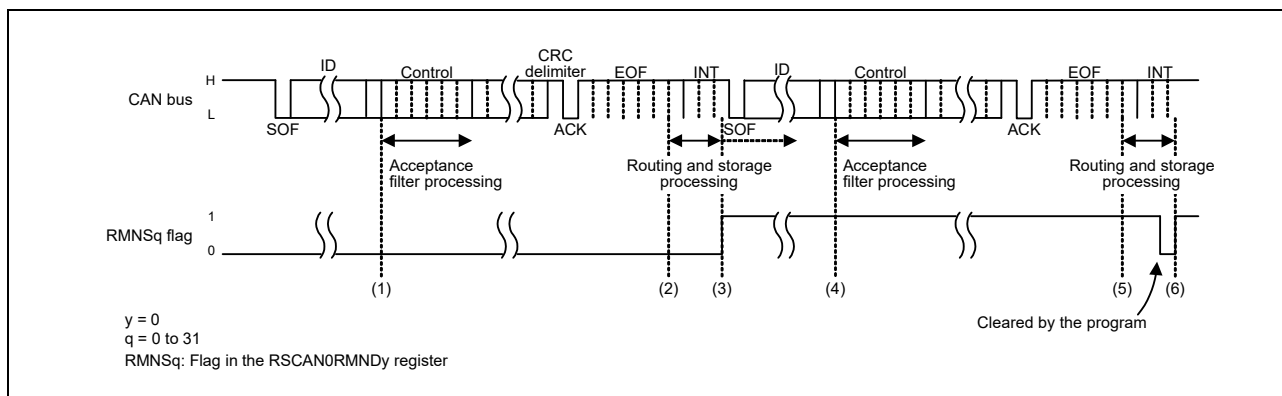 CRC
ID
Control
delimiter
EOF
INT
ID
Control
EOF
INT
H
CAN bus
L
SOF
ACK
SOF
ACK
Acceptance
filter processing
Routing and storage
processing
Acceptance
filter processing
Routing and storage
processing
1
RMNSq flag
0
(1)
(2)
(3)
(4)
(5)
(6)
Cleared by the program
y = 0
q = 0 to 31
RMNSq: Flag in the RSCAN0RMNDy register